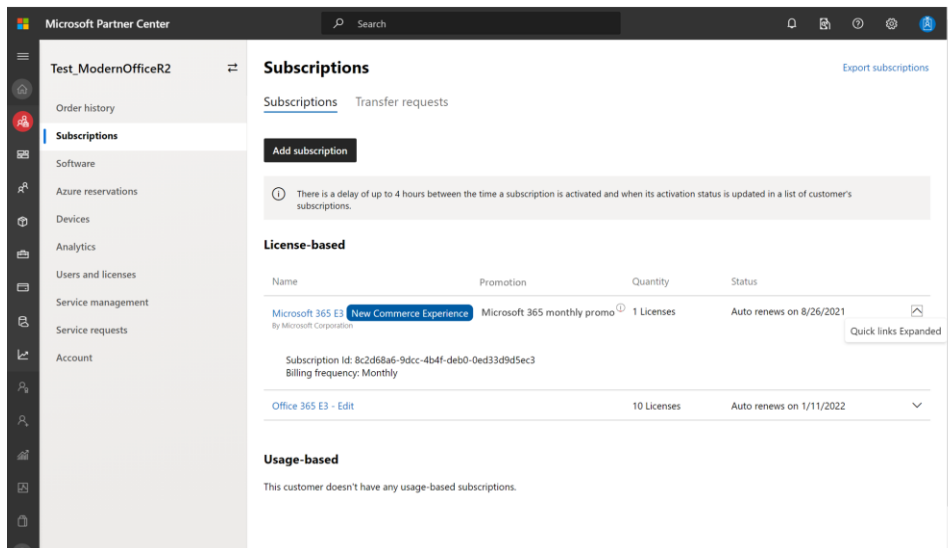 Microsoft Partner Center
Search
Test_ModernOfficeR2
Order history
Subscriptions
Software
Azure reservations
Devices
Analytics
Users and licenses
Service management
Service requests
Account
Subscriptions
Export subscriptions
Subscriptions Transfer requests
Add subscription
There is a delay of up to 4 hours between the time a subscription is activated and when its activation status is updated in a list of customer's
subscriptions.
License-based
Name Promotion Quantity Status
Microsoft 365 E3 New Commerce Experience Microsoft 365 monthly promo 1 Licenses Auto renews on 8/26/2021
By Microsoft Corporation
Quick links Expanded
Subscription Id: 8c2d68a6-9dcc-4b4f-deb0-0ed33d9d5ec3
Billing frequency: Monthly
Office 365 E3 - Edit 10 Licenses Auto renews on 1/11/2022
Usage-based
This customer doesn't have any usage-based subscriptions.